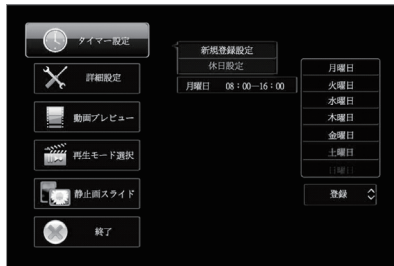 タイマー設定
詳細設定
動画プレビュー
再生モード選択
静止画スライド
終了
新規登録設定
休日設定
月曜日 08:00—16:00
月曜日
火曜日
水曜日
木曜日
金曜日
土曜日
日曜日
登録